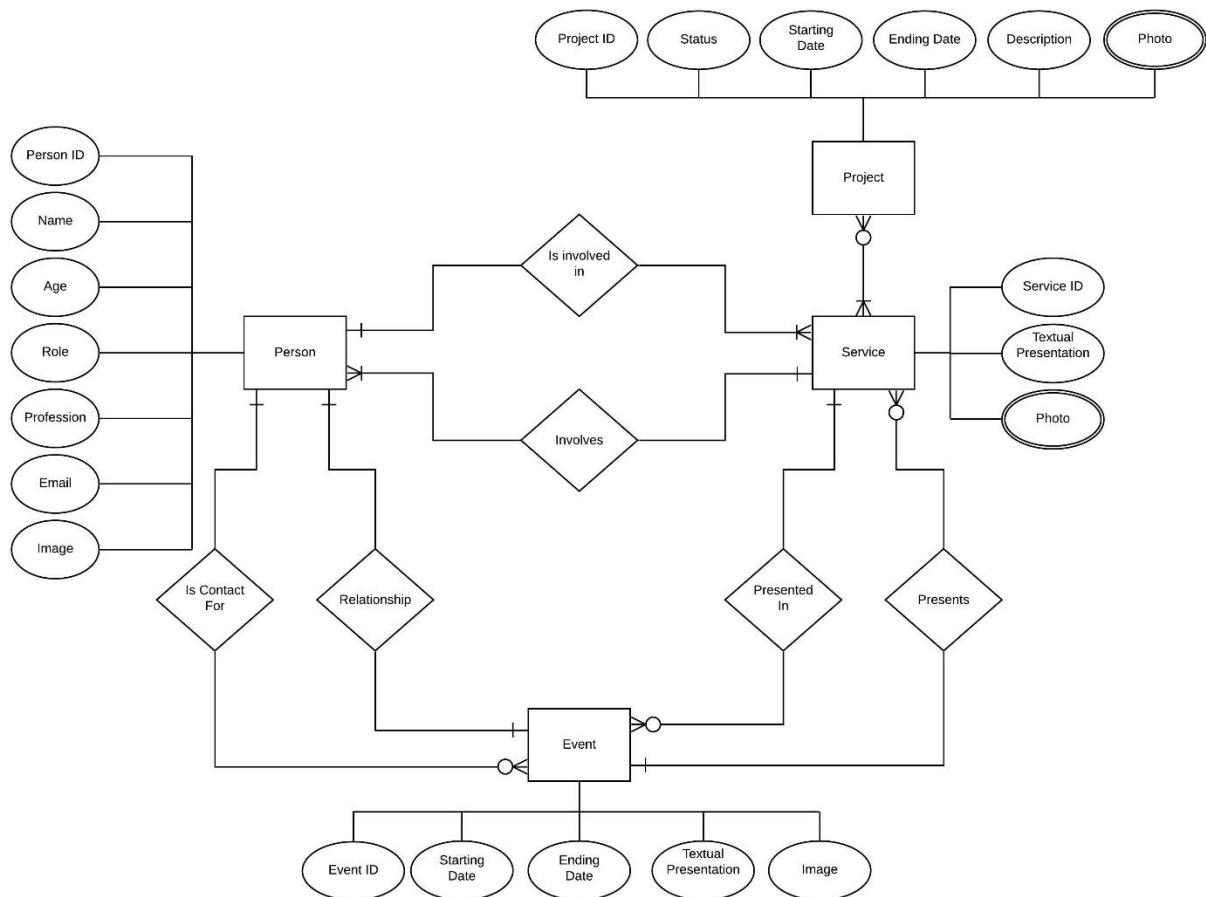 Project ID
Status
Starting
Date
Ending Date
Description
Photo
Person ID
Name
Age
Role
Profession
Email
Image
Project
Is involved
in
Person
Service
Involves
Service ID
Textual
Presentation
Photo
Is Contact
For
Relationship
Presented
In
Presents
Event
Event ID
Starting
Date
Ending
Date
Textual
Presentation
Image